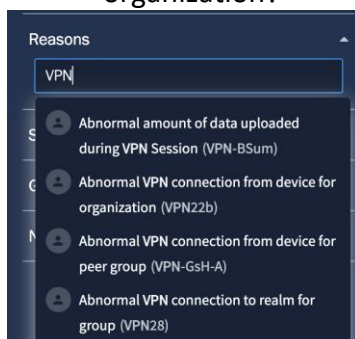 organization?
Reasons
VPN
S
Abnormal amount of data uploaded
during VPN Session (VPN-BSum)
G
Abnormal VPN connection from device for
organization (VPN22b)
N
Abnormal VPN connection from device for
peer group (VPN-GsH-A)
Abnormal VPN connection to realm for
group (VPN28)